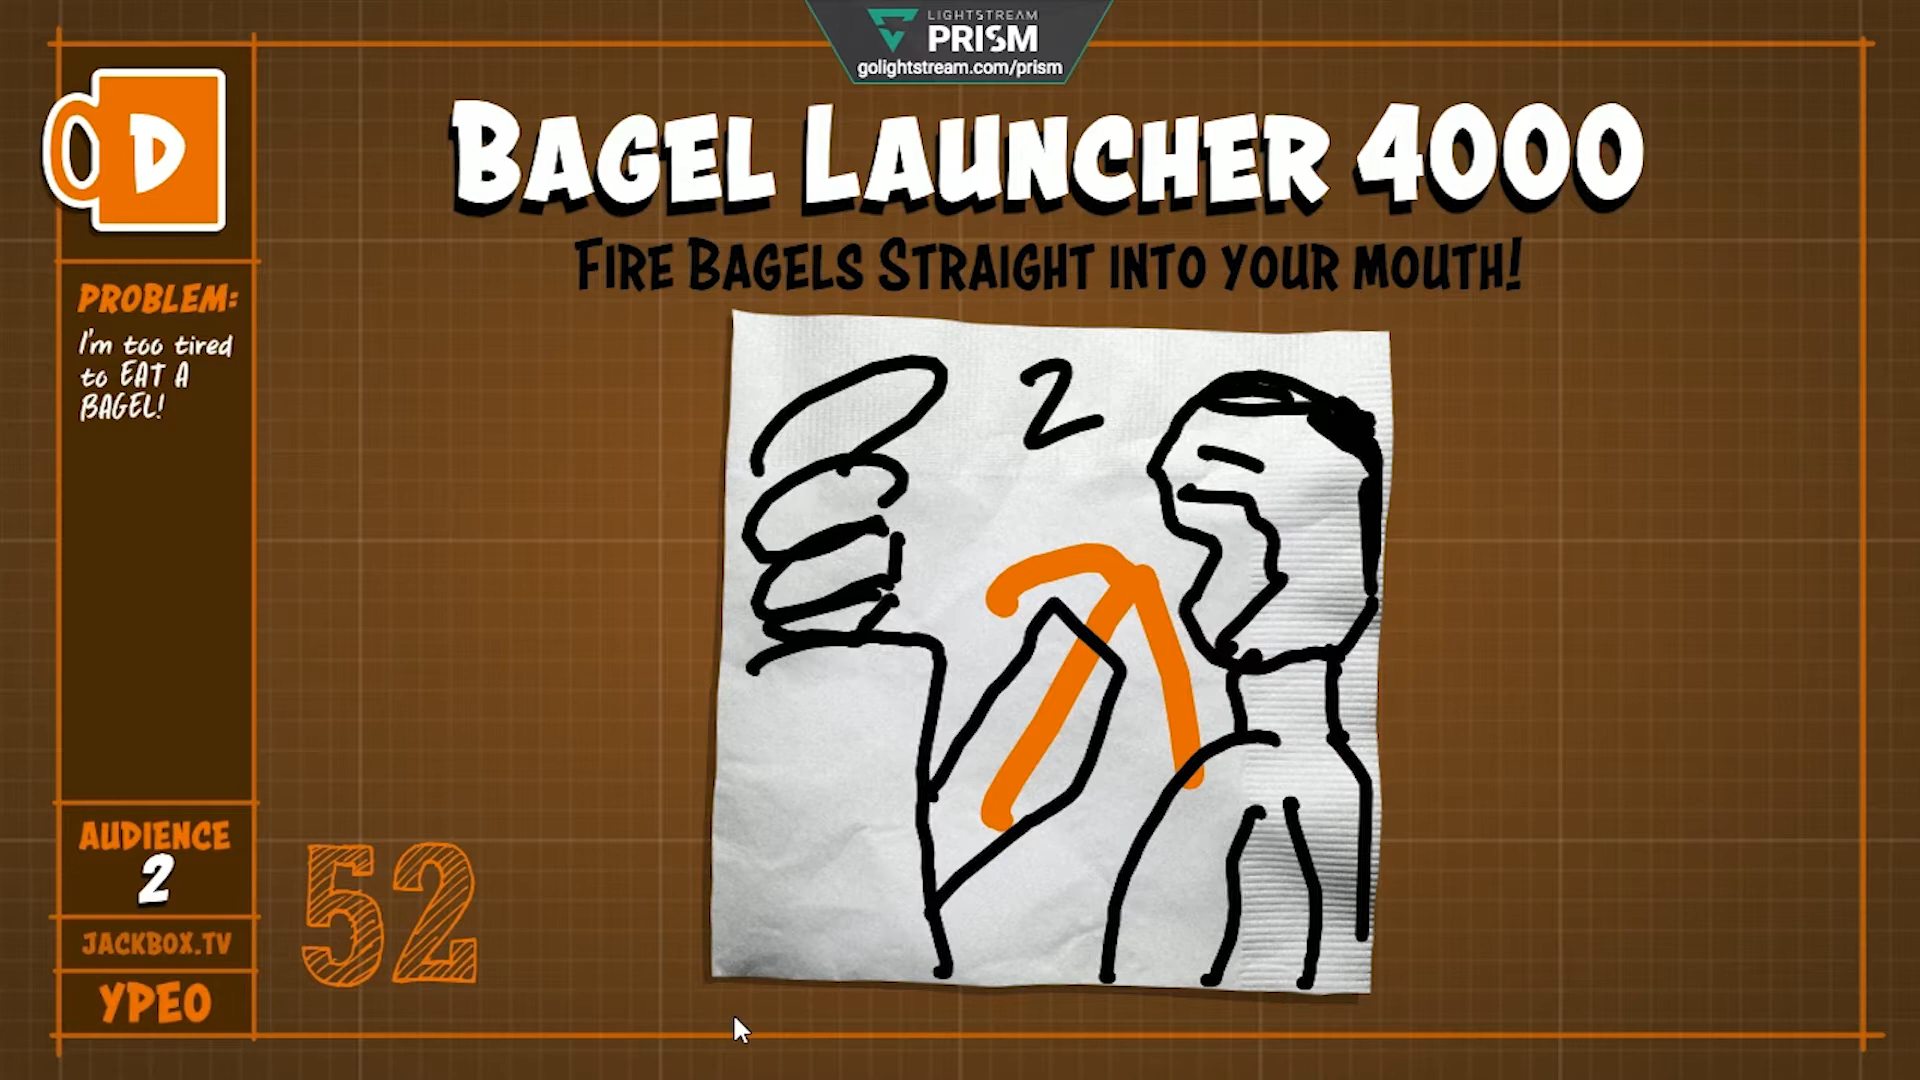 LIGHTSTREAM
PRISM
golightstream.com/prism
D
BAGEL LAUNCHER 4000
FIRE BAGELS STRAIGHT INTO YOUR MOUTH!
PROBLEM:
I'm too tired
to EAT A
BAGEL!
2
AUDIENCE
2
52
JACKBOX.TV
YPEO